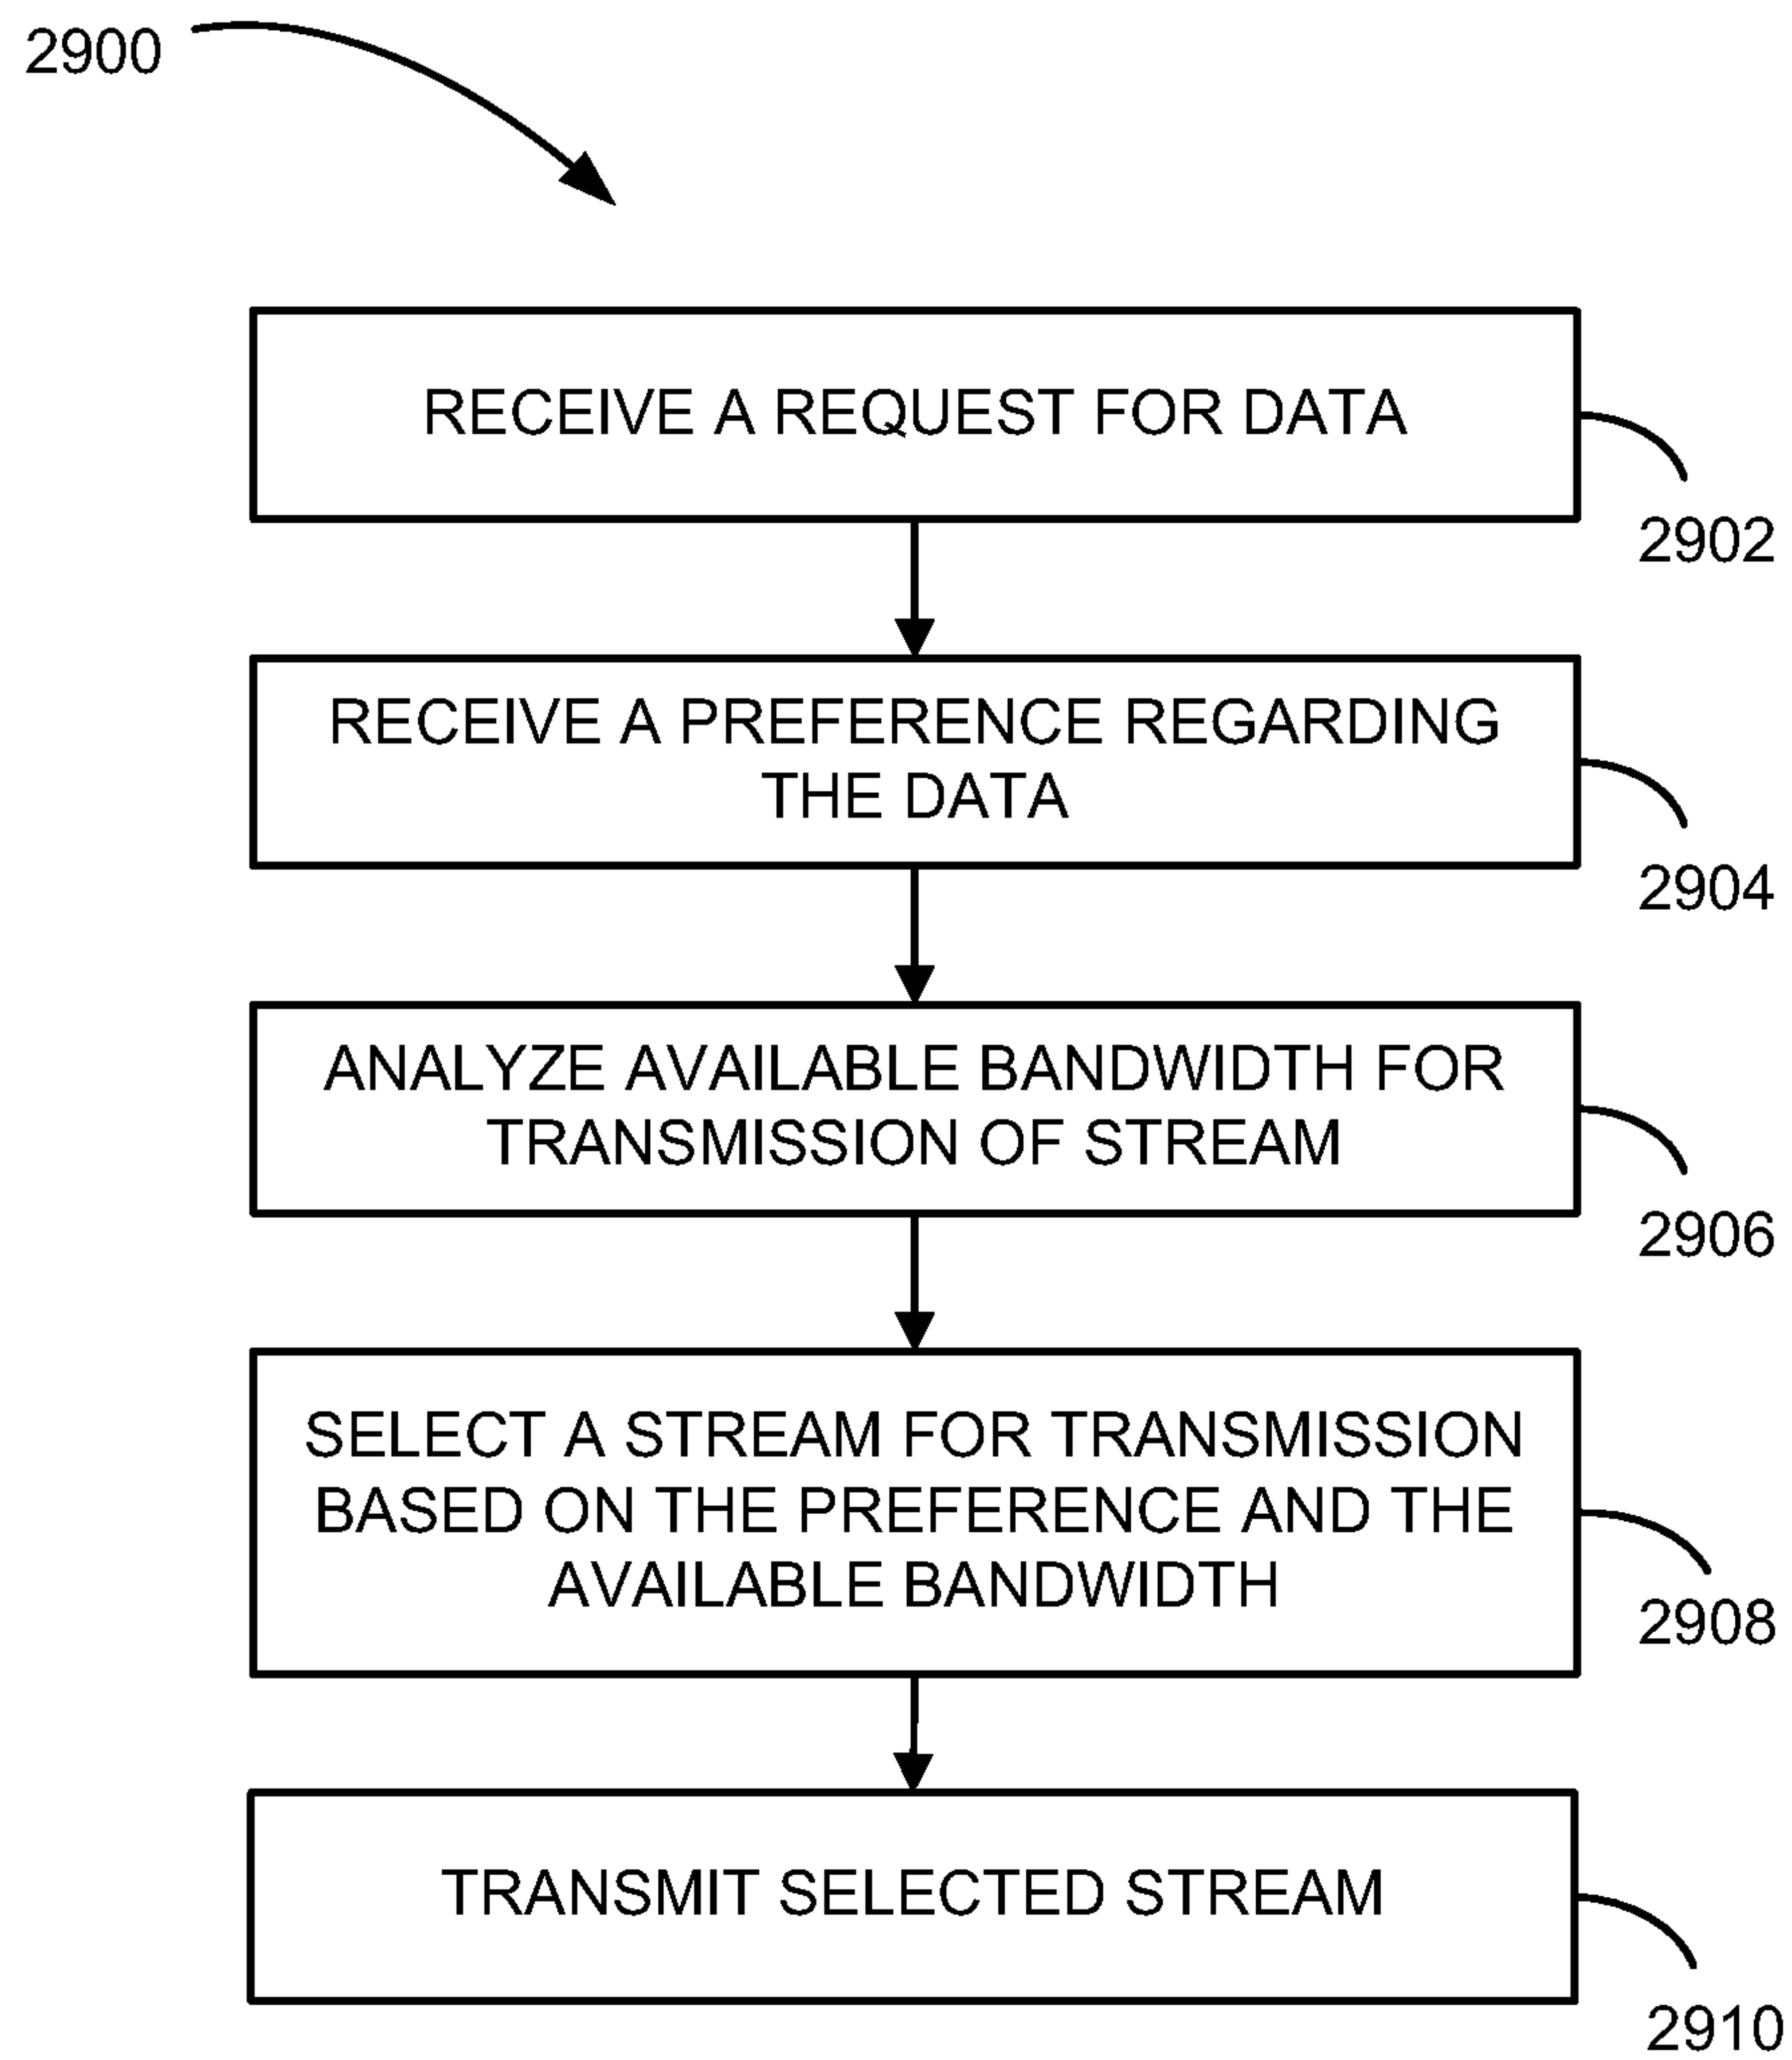 2900
RECEIVE A REQUEST FOR DATA
2902
RECEIVE A PREFERENCE REGARDING
THE DATA
2904
ANALYZE AVAILABLE BANDWIDTH FOR
TRANSMISSION OF STREAM
2906
SELECT A STREAM FOR TRANSMISSION
BASED ON THE PREFERENCE AND THE
AVAILABLE BANDWIDTH
2908
TRANSMIT SELECTED STREAM
2910